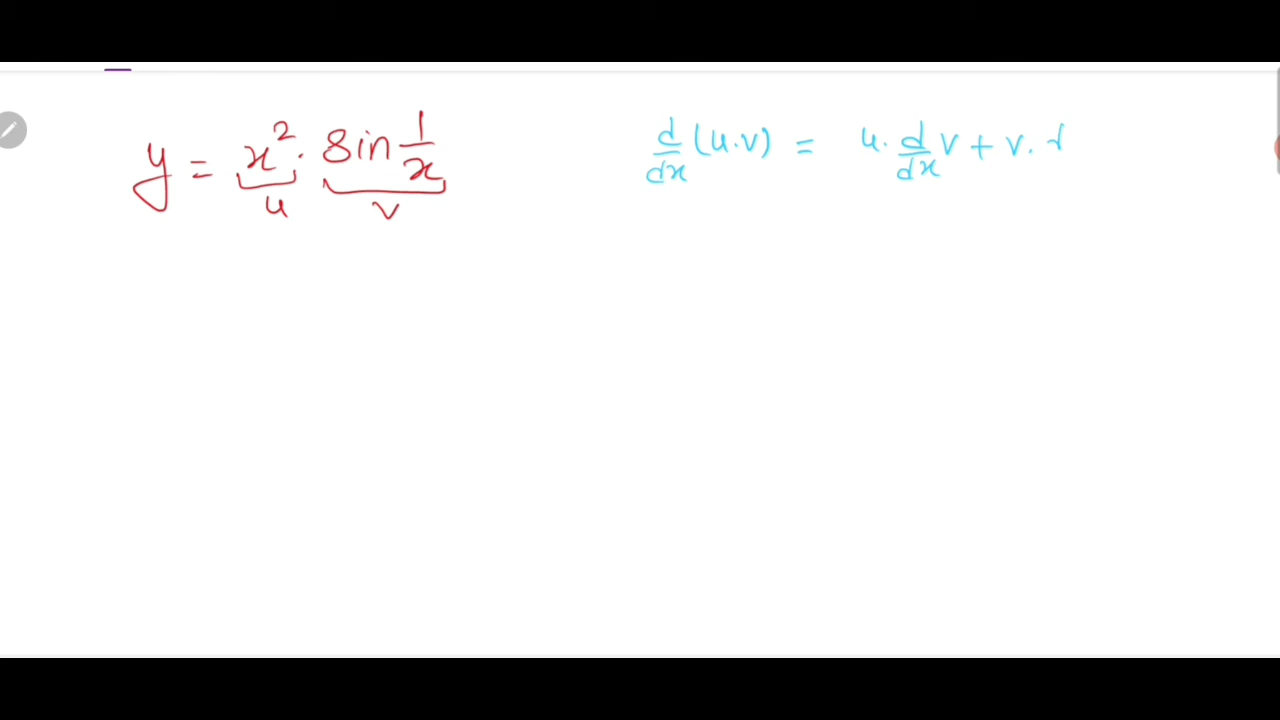 y = x². sin 1/x d/dx (u.v) = u. d/dx v + v. d
u v